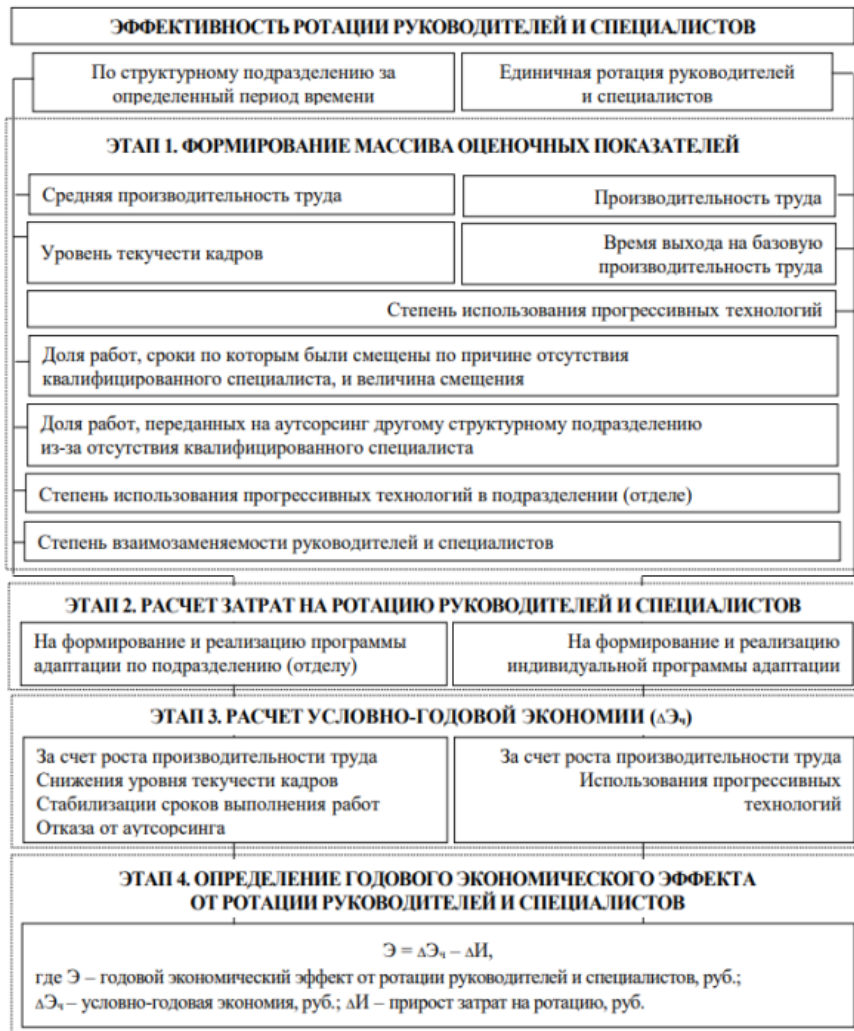 ЭФФЕКТИВНОСТЬ РОТАЦИИ РУКОВОДИТЕЛЕЙ И СПЕЦИАЛИСТОВ
По структурному подразделению за
определенный период времени
Единичная ротация руководителей
и специалистов
ЭТАП 1. ФОРМИРОВАНИЕ МАССИВА ОЦЕНОЧНЫХ ПОКАЗАТЕЛЕЙ
Средняя производительность труда
Производительность труда
Уровень текучести кадров
Время выхода на базовую
производительность труда
Степень использования прогрессивных технологий
Доля работ, сроки по которым были смещены по причине отсутствия
квалифицированного специалиста, и величина смещения
Доля работ, переданных на аутсорсинг другому структурному подразделению
из-за отсутствия квалифицированного специалиста
Степень использования прогрессивных технологий в подразделении (отделе)
Степень взаимозаменяемости руководителей и специалистов
ЭТАП 2. РАСЧЕТ ЗАТРАТ НА РОТАЦИЮ РУКОВОДИТЕЛЕЙ И СПЕЦИАЛИСТОВ
На формирование и реализацию программы
адаптации по подразделению (отделу)
На формирование и реализацию
индивидуальной программы адаптации
ЭТАП 3. РАСЧЕТ УСЛОВНО-ГОДОВОЙ ЭКОНОМИИ (ΔЭч)
За счет роста производительности труда
Снижения уровня текучести кадров
Стабилизации сроков выполнения работ
Отказа от аутсорсинга
За счет роста производительности труда
Использования прогрессивных
технологий
ЭТАП 4. ОПРЕДЕЛЕНИЕ ГОДОВОГО ЭКОНОМИЧЕСКОГО ЭФФЕКТА
ОТ РОТАЦИИ РУКОВОДИТЕЛЕЙ И СПЕЦИАЛИСТОВ
Э = ΔЭч – ΔИ,
где Э – годовой экономический эффект от ротации руководителей и специалистов, руб.;
ΔЭч – условно-годовая экономия, руб.; ΔИ – прирост затрат на ротацию, руб.